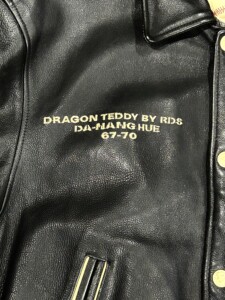 DRAGON TEDDY BY RDS
DA-NANG HUE
67-70